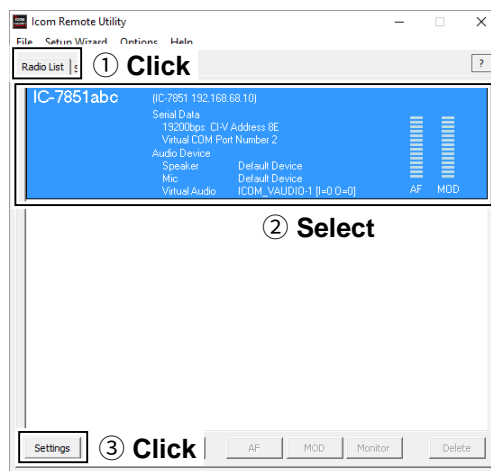 Icom Remote Utility
File Setup Wizard Options Help
Radio List ① Click ?
IC-7851abc (IC-7851 192.168.68.10)
Serial Data
19200bps CI-V Address 8E
Virtual COM Port Number 2
Audio Device
Speaker Default Device
Mic Default Device
Virtual Audio ICOM_VAUDIO-1 [I=0 O=0] AF MOD
② Select
Settings ③ Click AF MOD Monitor Delete